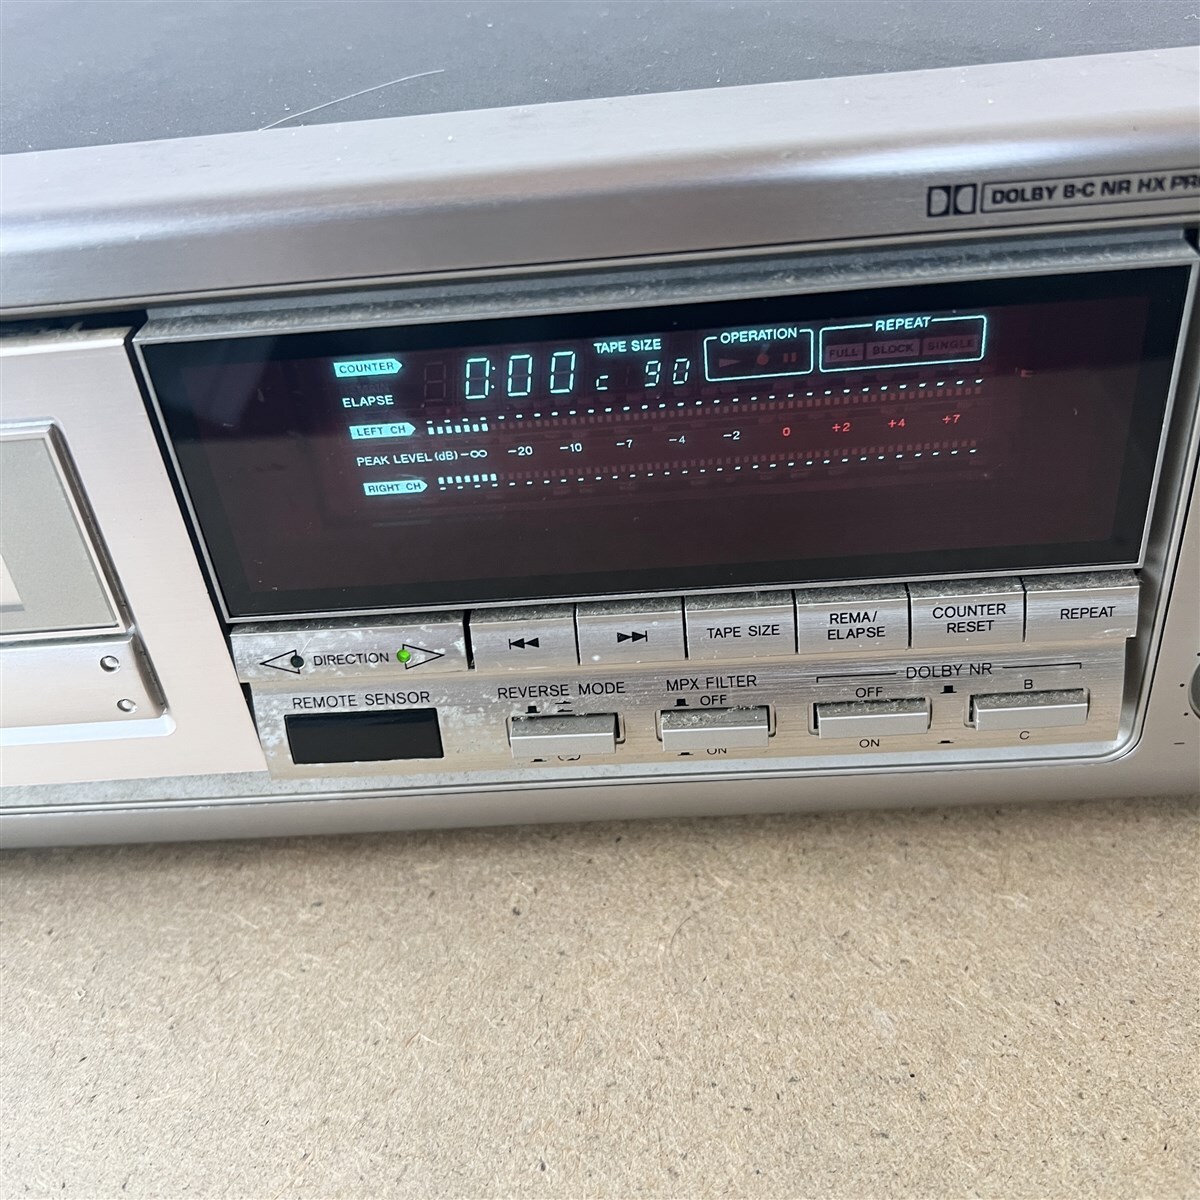 DOLBY B·C NR HX PR
COUNTER 0:00 TAPE SIZE c 90 OPERATION REPEAT
FULL BLOCK SINGLE
ELAPSE
LEFT CH
PEAK LEVEL (dB) -∞ -20 -10 -7 -4 -2 0 +2 +4 +7
RIGHT CH
DIRECTION TAPE SIZE REMA/ELAPSE COUNTER RESET REPEAT
REMOTE SENSOR REVERSE MODE MPX FILTER DOLBY NR
OFF OFF B
ON ON C